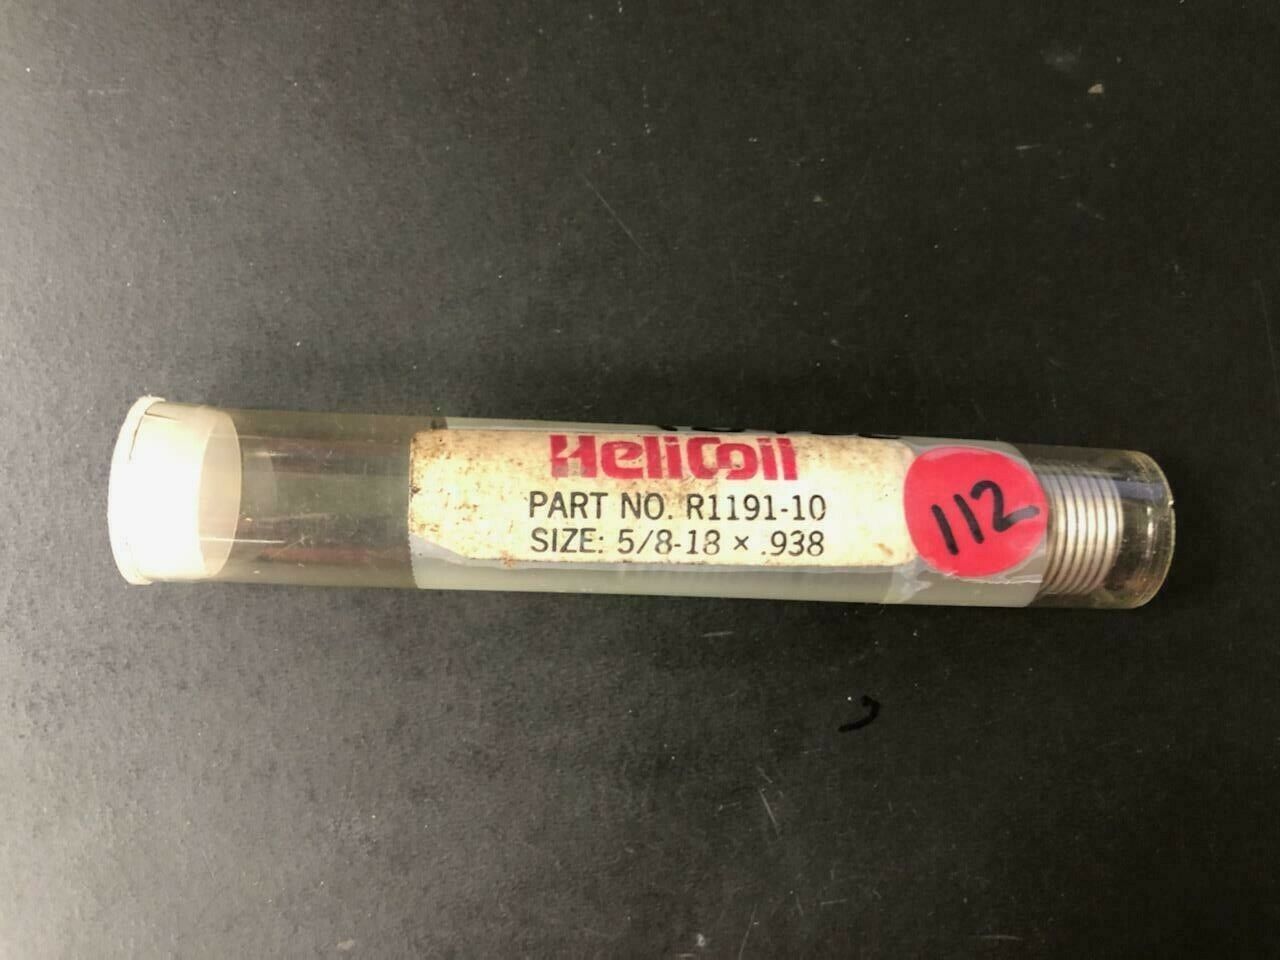 HeliCoil
PART NO. R1191-10
SIZE: 5/8-18 × .938
112